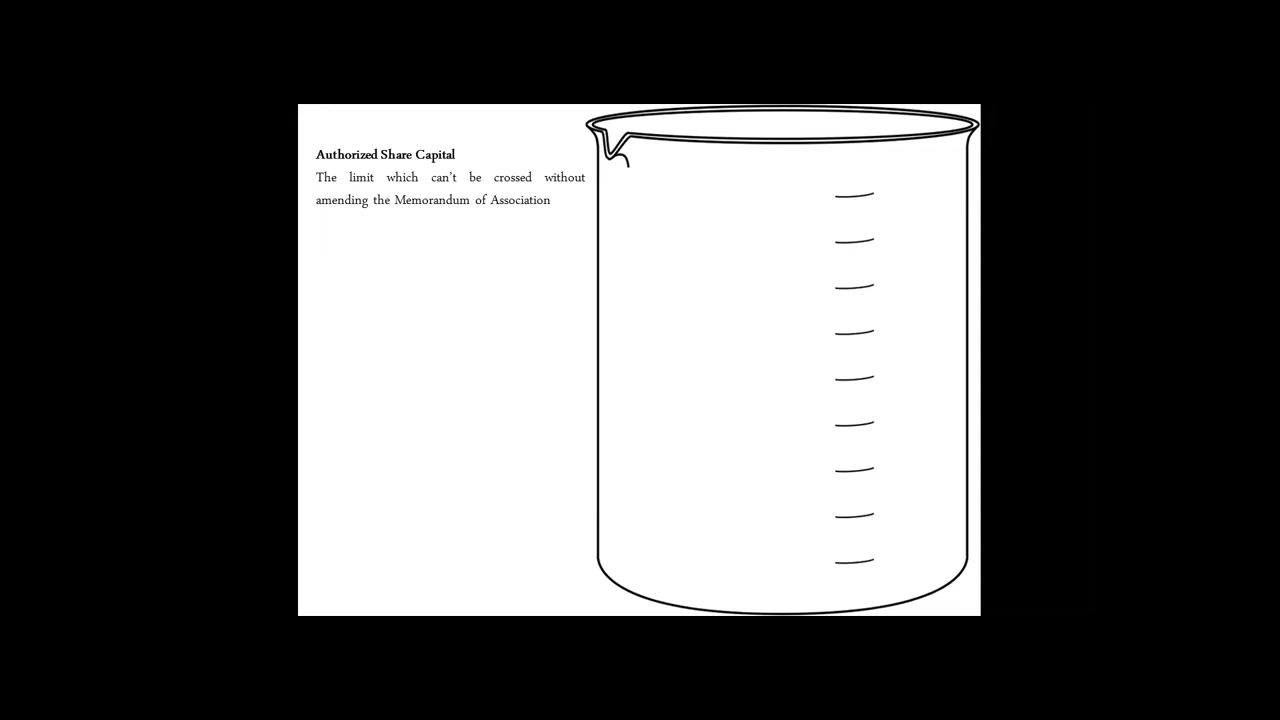 Authorized Share Capital
The limit which can’t be crossed without
amending the Memorandum of Association